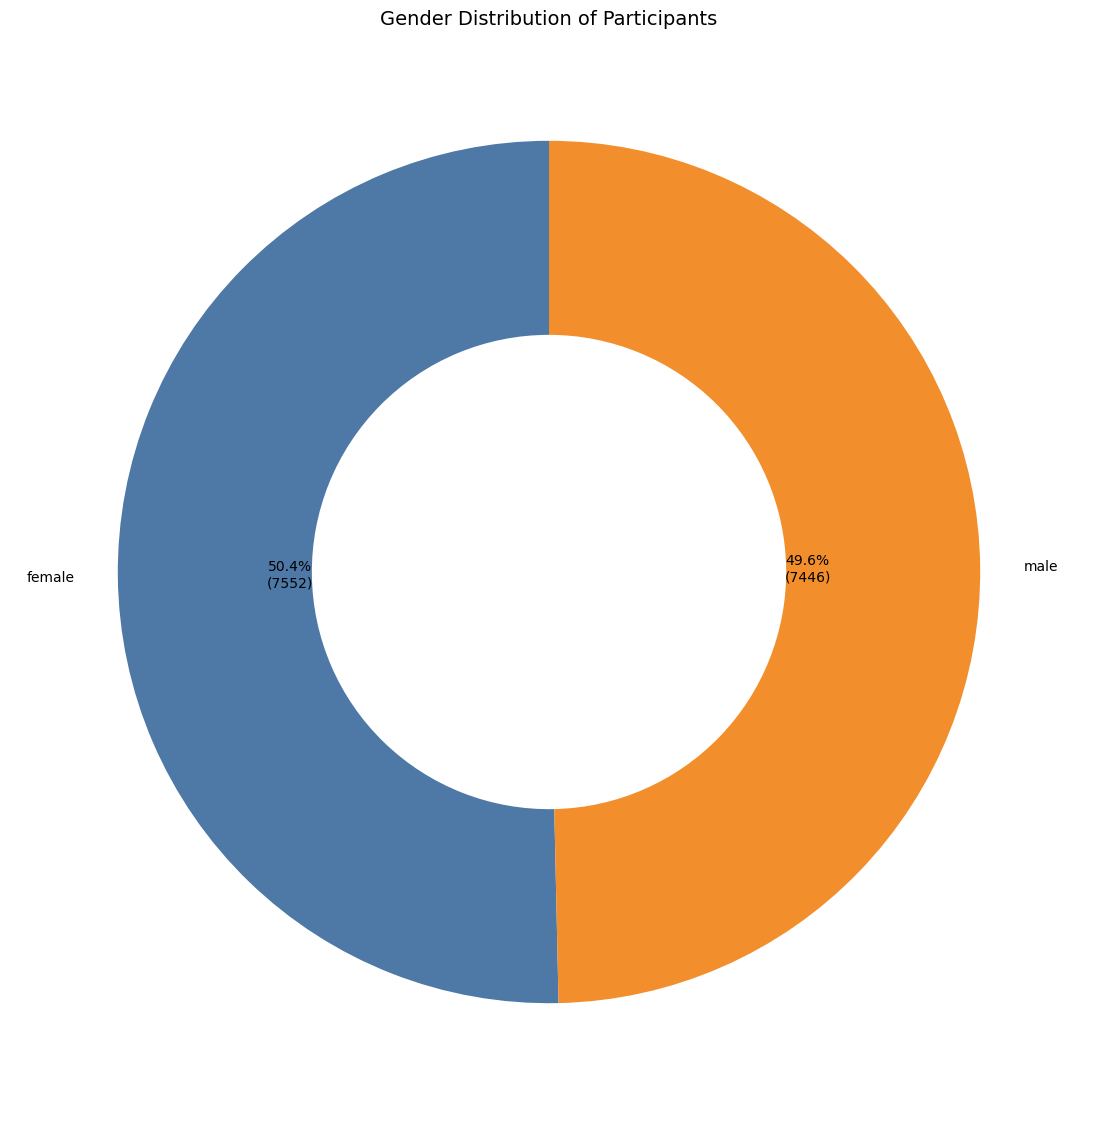 Gender Distribution of Participants
female
50.4%
(7552)
49.6%
(7446)
male